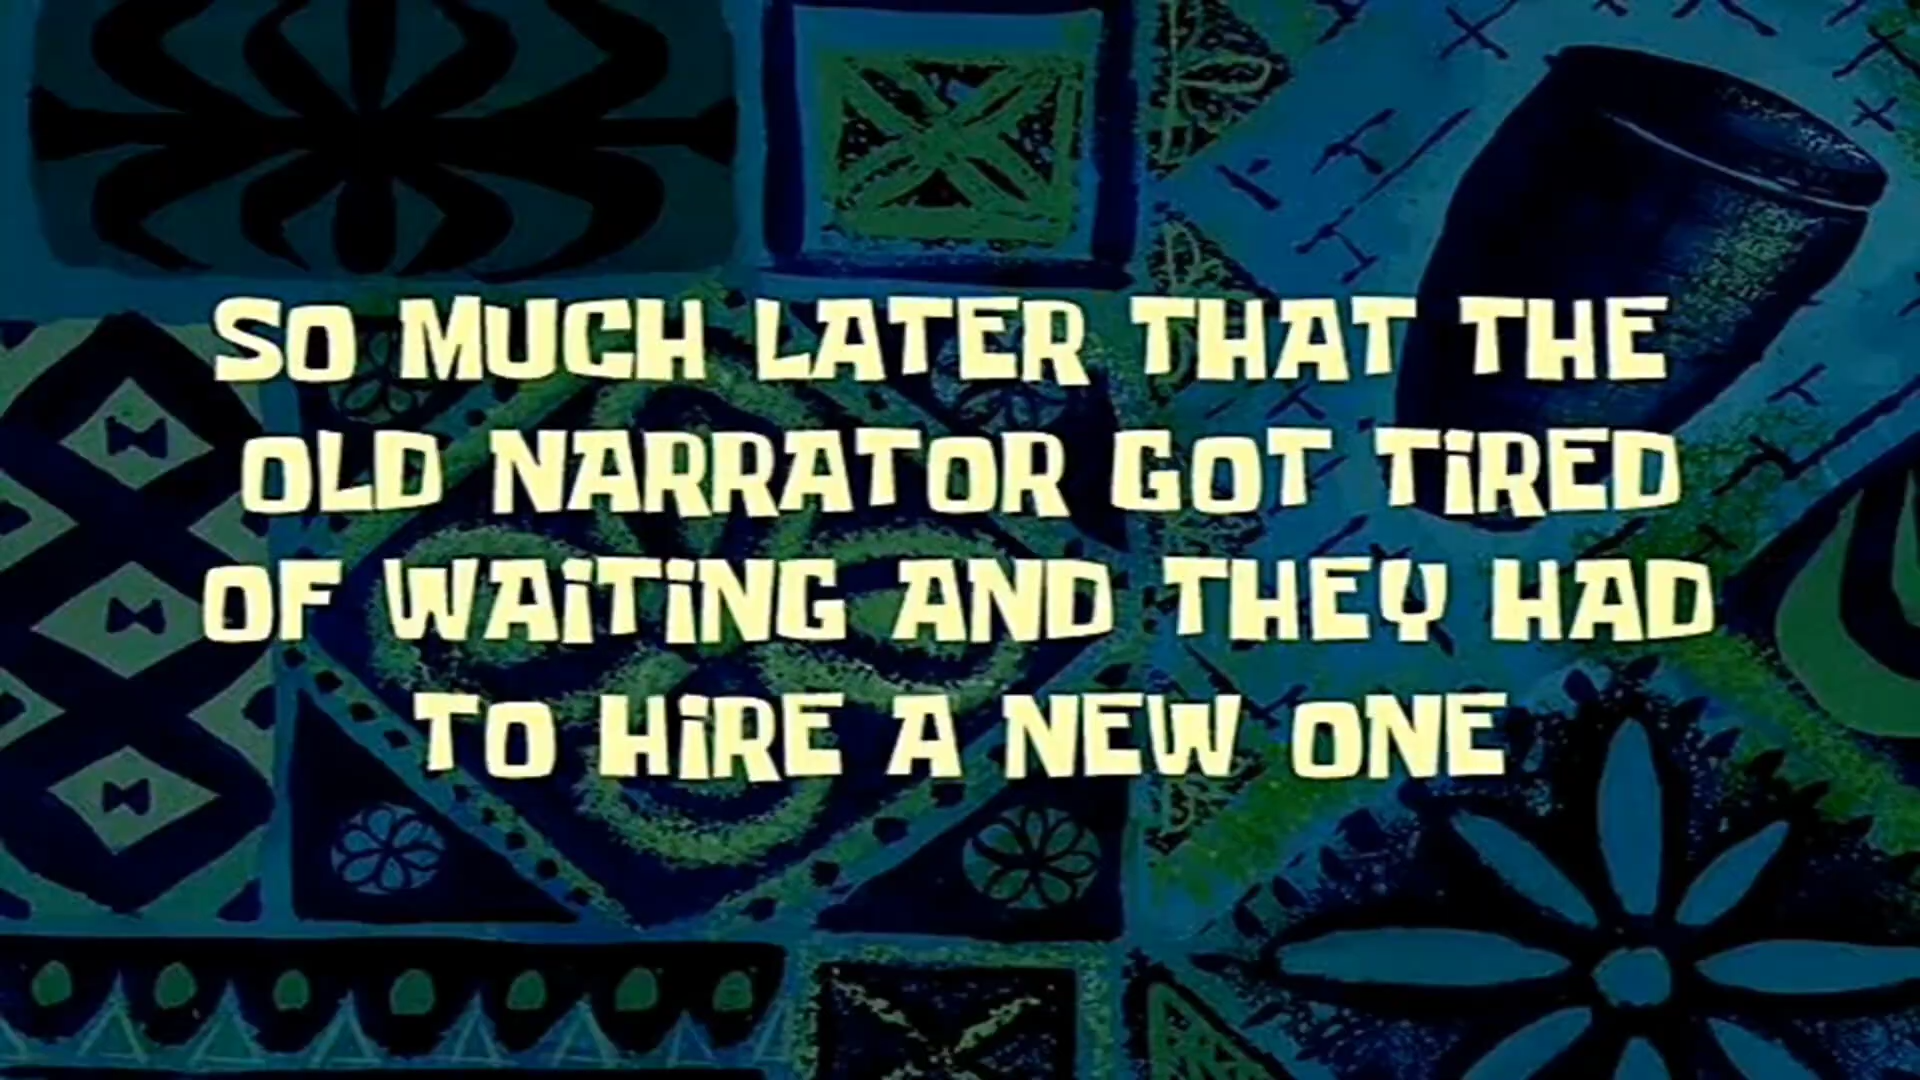 SO MUCH LATER THAT THE
OLD NARRATOR GOT TiRED
OF WAiTiNG AND THEY HAD
TO HiRE A NEW ONE